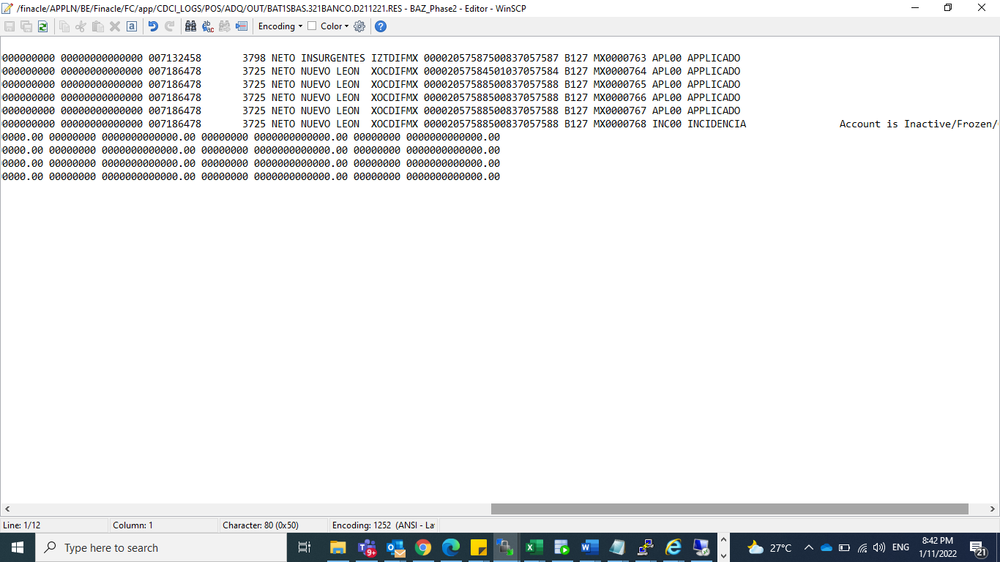 /finacle/APPLN/BE/Finacle/FC/app/CDCI_LOGS/POS/ADQ/OUT/BAT1SBAS.321BANCO.D211221.RES - BAZ_Phase2 - Editor - WinSCP
Encoding Color
000000000 00000000000000 007132458 3798 NETO INSURGENTES IZTDIFMX 00002057587500837057587 B127 MX0000763 APL00 APPLICADO
000000000 00000000000000 007186478 3725 NETO NUEVO LEON XOCDIFMX 00002057584501037057584 B127 MX0000764 APL00 APPLICADO
000000000 00000000000000 007186478 3725 NETO NUEVO LEON XOCDIFMX 00002057588500837057588 B127 MX0000765 APL00 APPLICADO
000000000 00000000000000 007186478 3725 NETO NUEVO LEON XOCDIFMX 00002057588500837057588 B127 MX0000766 APL00 APPLICADO
000000000 00000000000000 007186478 3725 NETO NUEVO LEON XOCDIFMX 00002057588500837057588 B127 MX0000767 APL00 APPLICADO
000000000 00000000000000 007186478 3725 NETO NUEVO LEON XOCDIFMX 00002057588500837057588 B127 MX0000768 INC00 INCIDENCIA Account is Inactive/Frozen/
0000.00 00000000 0000000000000.00 00000000 0000000000000.00 00000000 0000000000000.00
0000.00 00000000 0000000000000.00 00000000 0000000000000.00 00000000 0000000000000.00
0000.00 00000000 0000000000000.00 00000000 0000000000000.00 00000000 0000000000000.00
0000.00 00000000 0000000000000.00 00000000 0000000000000.00 00000000 0000000000000.00
Line: 1/12 Column: 1 Character: 80 (0x50) Encoding: 1252 (ANSI - La
Type here to search 9+ 27°C ENG 8:42 PM
1/11/2022 21